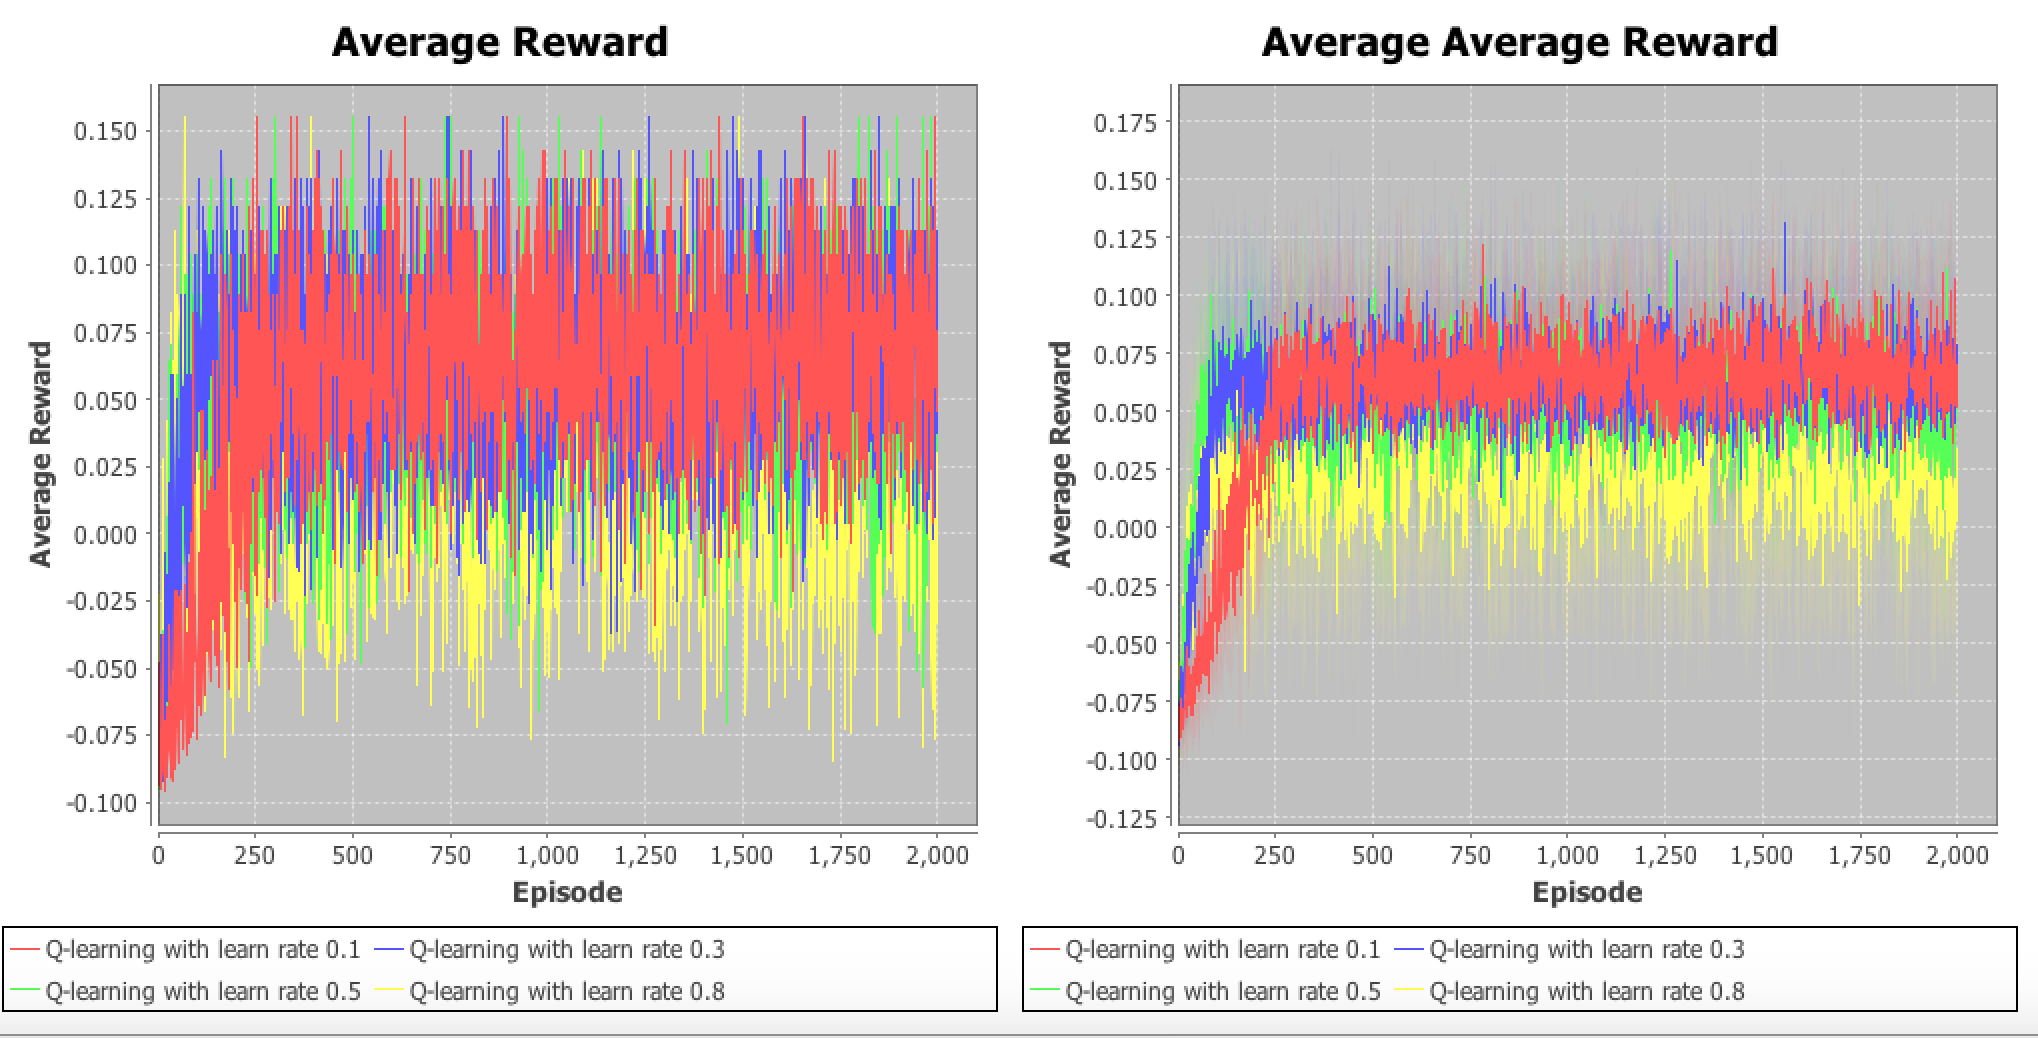 Average Reward
0.150
0.125
0.100
0.075
0.050
0.025
0.000
-0.025
-0.050
-0.075
-0.100
Average Reward
0 250 500 750 1,000 1,250 1,500 1,750 2,000
Episode
Q-learning with learn rate 0.1 Q-learning with learn rate 0.3
Q-learning with learn rate 0.5 Q-learning with learn rate 0.8
Average Average Reward
0.175
0.150
0.125
0.100
0.075
0.050
0.025
0.000
-0.025
-0.050
-0.075
-0.100
-0.125
Average Reward
0 250 500 750 1,000 1,250 1,500 1,750 2,000
Episode
Q-learning with learn rate 0.1 Q-learning with learn rate 0.3
Q-learning with learn rate 0.5 Q-learning with learn rate 0.8